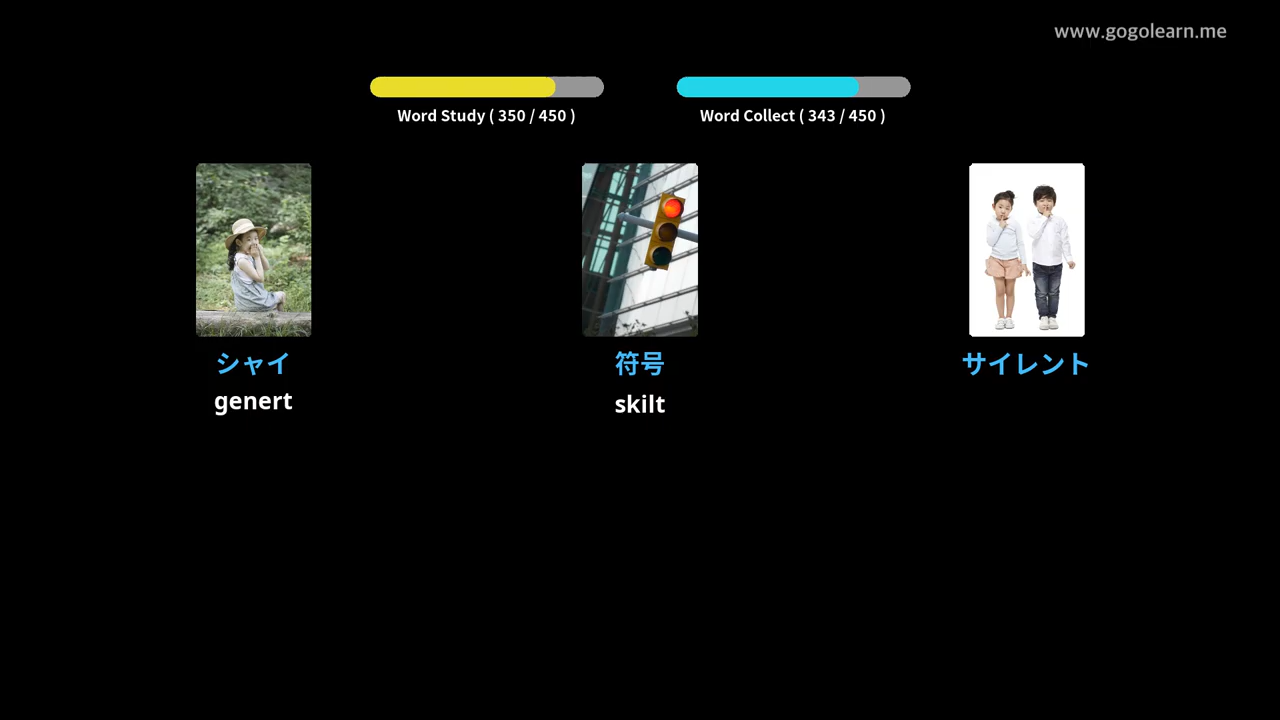 www.gogolearn.me
Word Study ( 350 / 450 )
Word Collect ( 343 / 450 )
シャイ
符号
サイレント
genert
skilt